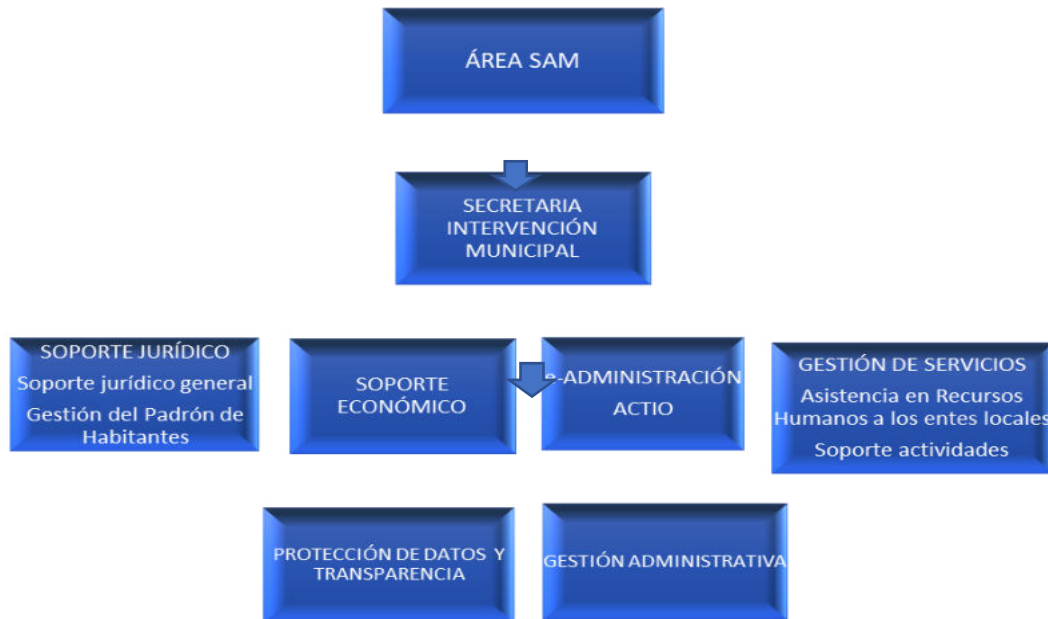 ÁREA SAM
SECRETARIA
INTERVENCIÓN
MUNICIPAL
SOPORTE JURÍDICO
Soporte jurídico general
Gestión del Padrón de
Habitantes
SOPORTE
ECONÓMICO
e-ADMINISTRACIÓN
ACTIO
GESTIÓN DE SERVICIOS
Asistencia en Recursos
Humanos a los entes locales
Soporte actividades
PROTECCIÓN DE DATOS Y
TRANSPARENCIA
GESTIÓN ADMINISTRATIVA